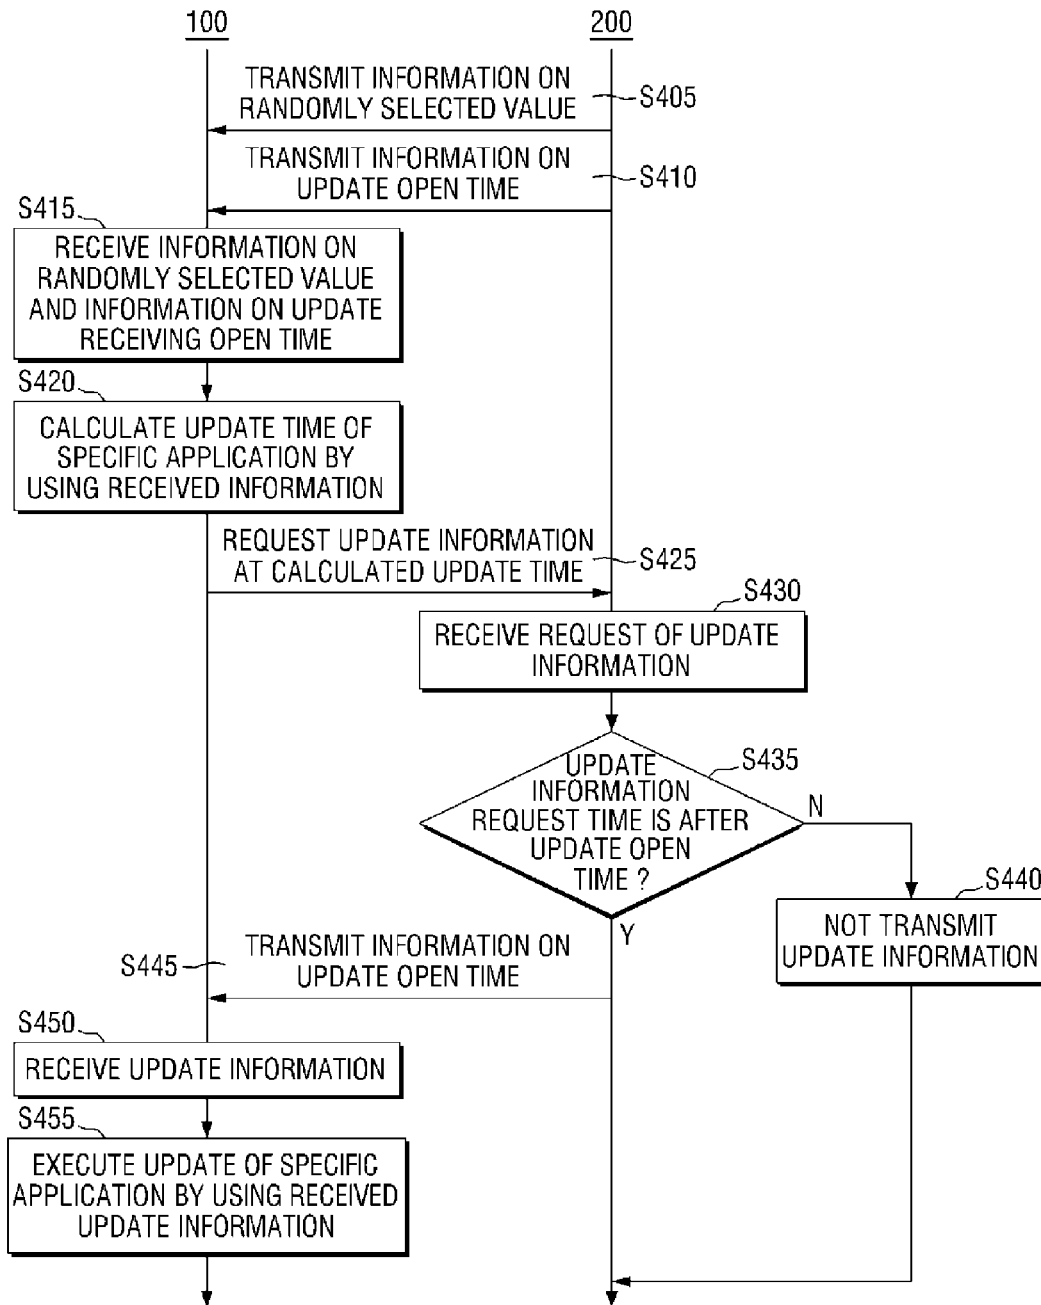 100
200
TRANSMIT INFORMATION ON
RANDOMLY SELECTED VALUE
S405
TRANSMIT INFORMATION ON
UPDATE OPEN TIME
S410
S415
RECEIVE INFORMATION ON
RANDOMLY SELECTED VALUE
AND INFORMATION ON UPDATE
RECEIVING OPEN TIME
S420
CALCULATE UPDATE TIME OF
SPECIFIC APPLICATION BY
USING RECEIVED INFORMATION
REQUEST UPDATE INFORMATION
AT CALCULATED UPDATE TIME
S425
S430
RECEIVE REQUEST OF UPDATE
INFORMATION
S435
UPDATE
INFORMATION
REQUEST TIME IS AFTER
UPDATE OPEN
TIME ?
N
S440
NOT TRANSMIT
UPDATE INFORMATION
Y
TRANSMIT INFORMATION ON
UPDATE OPEN TIME
S445
S450
RECEIVE UPDATE INFORMATION
S455
EXECUTE UPDATE OF SPECIFIC
APPLICATION BY USING RECEIVED
UPDATE INFORMATION